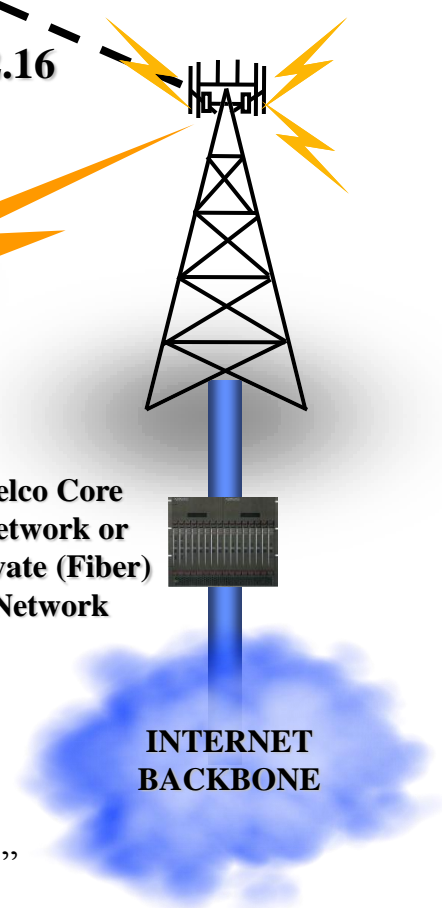 .16
elco Core
etwork or
vate (Fiber)
Network
INTERNET
BACKBONE
”